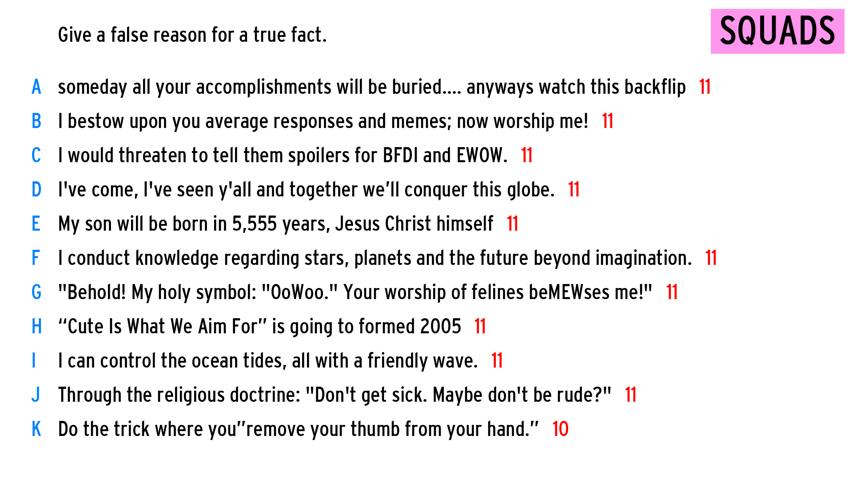 Give a false reason for a true fact.
SQUADS
A someday all your accomplishments will be buried.... anyways watch this backflip 11
B I bestow upon you average responses and memes; now worship me! 11
C I would threaten to tell them spoilers for BFDI and EWOW. 11
D I've come, I've seen y'all and together we’ll conquer this globe. 11
E My son will be born in 5,555 years, Jesus Christ himself 11
F I conduct knowledge regarding stars, planets and the future beyond imagination. 11
G "Behold! My holy symbol: "OoWoo." Your worship of felines beMEWses me!" 11
H “Cute Is What We Aim For” is going to formed 2005 11
I I can control the ocean tides, all with a friendly wave. 11
J Through the religious doctrine: "Don't get sick. Maybe don't be rude?" 11
K Do the trick where you”remove your thumb from your hand.” 10